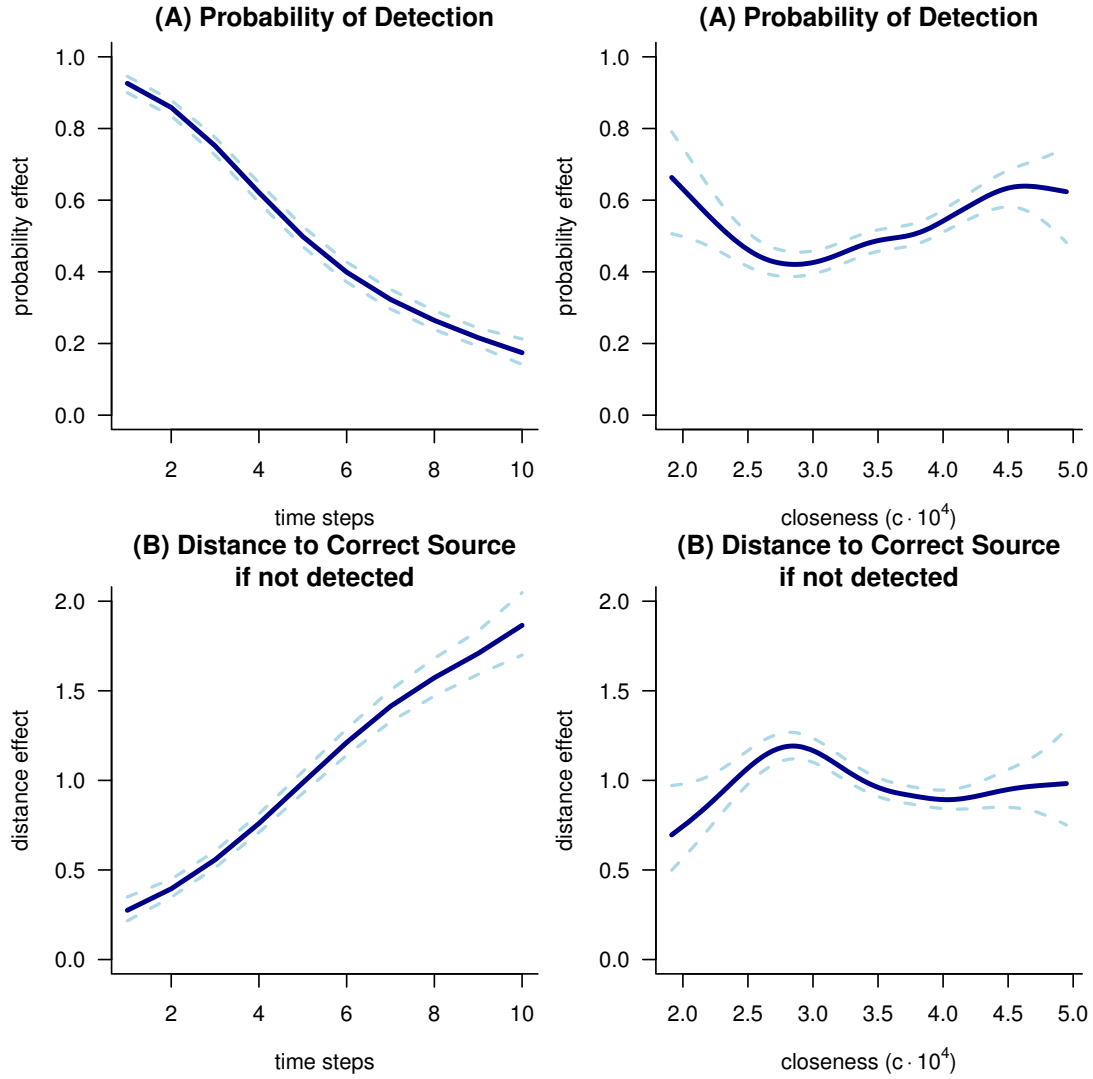 (A) Probability of Detection
probability effect
1.0
0.8
0.6
0.4
0.2
0.0
2 4 6 8 10
time steps
(A) Probability of Detection
probability effect
1.0
0.8
0.6
0.4
0.2
0.0
2.0 2.5 3.0 3.5 4.0 4.5 5.0
closeness (c · 10⁴)
(B) Distance to Correct Source
if not detected
distance effect
2.0
1.5
1.0
0.5
0.0
2 4 6 8 10
time steps
(B) Distance to Correct Source
if not detected
distance effect
2.0
1.5
1.0
0.5
0.0
2.0 2.5 3.0 3.5 4.0 4.5 5.0
closeness (c · 10⁴)